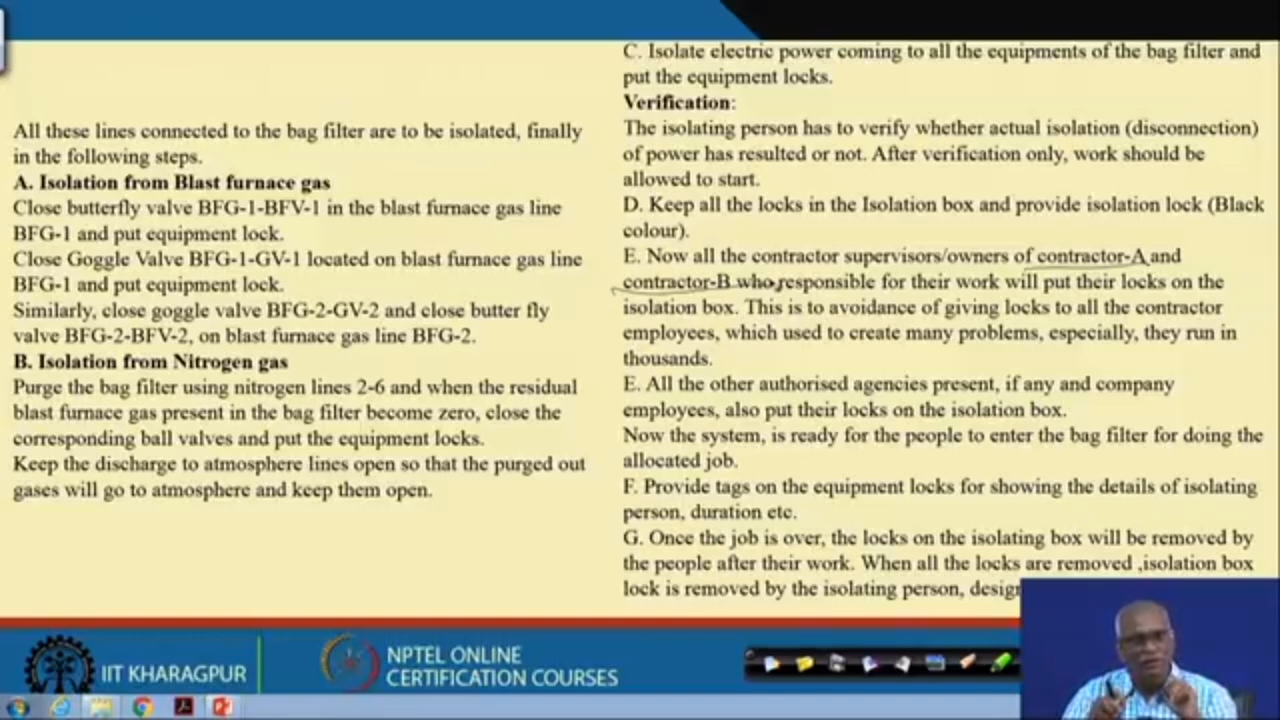 All these lines connected to the bag filter are to be isolated, finally
in the following steps.
A. Isolation from Blast furnace gas
Close butterfly valve BFG-1-BFV-1 in the blast furnace gas line
BFG-1 and put equipment lock.
Close Goggle Valve BFG-1-GV-1 located on blast furnace gas line
BFG-1 and put equipment lock.
Similarly, close goggle valve BFG-2-GV-2 and close butter fly
valve BFG-2-BFV-2, on blast furnace gas line BFG-2.
B. Isolation from Nitrogen gas
Purge the bag filter using nitrogen lines 2-6 and when the residual
blast furnace gas present in the bag filter become zero, close the
corresponding ball valves and put the equipment locks.
Keep the discharge to atmosphere lines open so that the purged out
gases will go to atmosphere and keep them open.
C. Isolate electric power coming to all the equipments of the bag filter and
put the equipment locks.
Verification:
The isolating person has to verify whether actual isolation (disconnection)
of power has resulted or not. After verification only, work should be
allowed to start.
D. Keep all the locks in the Isolation box and provide isolation lock (Black
colour).
E. Now all the contractor supervisors/owners of contractor-A and
contractor-B who responsible for their work will put their locks on the
isolation box. This is to avoidance of giving locks to all the contractor
employees, which used to create many problems, especially, they run in
thousands.
E. All the other authorised agencies present, if any and company
employees, also put their locks on the isolation box.
Now the system, is ready for the people to enter the bag filter for doing the
allocated job.
F. Provide tags on the equipment locks for showing the details of isolating
person, duration etc.
G. Once the job is over, the locks on the isolating box will be removed by
the people after their work. When all the locks are removed ,isolation box
lock is removed by the isolating person,
IIT KHARAGPUR
NPTEL ONLINE
CERTIFICATION COURSES